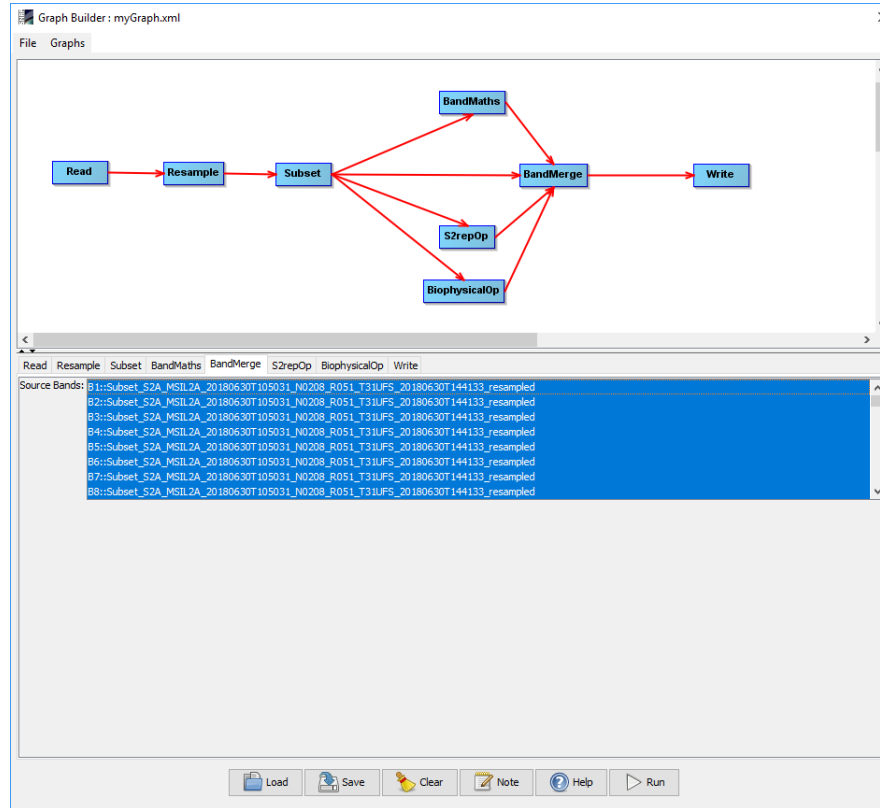 Graph Builder : myGraph.xml
File Graphs
BandMaths
Read Resample Subset BandMerge Write
S2repOp
BiophysicalOp
Read Resample Subset BandMaths BandMerge S2repOp BiophysicalOp Write
Source Bands: B1::Subset_S2A_MSIL2A_20180630T105031_N0208_R051_T31UFS_20180630T144133_resampled
B2::Subset_S2A_MSIL2A_20180630T105031_N0208_R051_T31UFS_20180630T144133_resampled
B3::Subset_S2A_MSIL2A_20180630T105031_N0208_R051_T31UFS_20180630T144133_resampled
B4::Subset_S2A_MSIL2A_20180630T105031_N0208_R051_T31UFS_20180630T144133_resampled
B5::Subset_S2A_MSIL2A_20180630T105031_N0208_R051_T31UFS_20180630T144133_resampled
B6::Subset_S2A_MSIL2A_20180630T105031_N0208_R051_T31UFS_20180630T144133_resampled
B7::Subset_S2A_MSIL2A_20180630T105031_N0208_R051_T31UFS_20180630T144133_resampled
B8::Subset_S2A_MSIL2A_20180630T105031_N0208_R051_T31UFS_20180630T144133_resampled
Load Save Clear Note Help Run